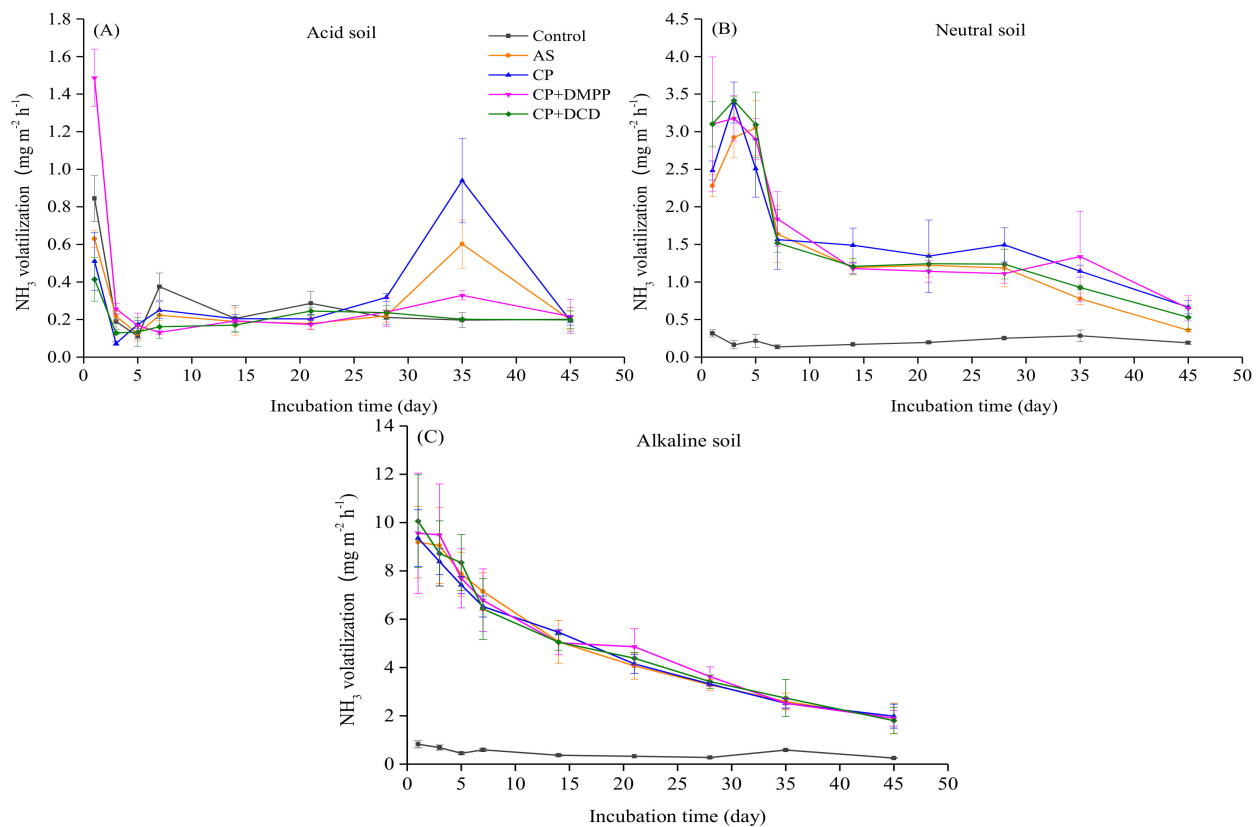 (A)
Acid soil
Control
AS
CP
CP+DMPP
CP+DCD
NH3 volatilization (mg m-2 h-1)
1.8
1.6
1.4
1.2
1.0
0.8
0.6
0.4
0.2
0.0
0 5 10 15 20 25 30 35 40 45 50
Incubation time (day)
(B)
Neutral soil
NH3 volatilization (mg m-2 h-1)
4.5
4.0
3.5
3.0
2.5
2.0
1.5
1.0
0.5
0.0
0 5 10 15 20 25 30 35 40 45 50
Incubation time (day)
(C)
Alkaline soil
NH3 volatilization (mg m-2 h-1)
14
12
10
8
6
4
2
0
0 5 10 15 20 25 30 35 40 45 50
Incubation time (day)